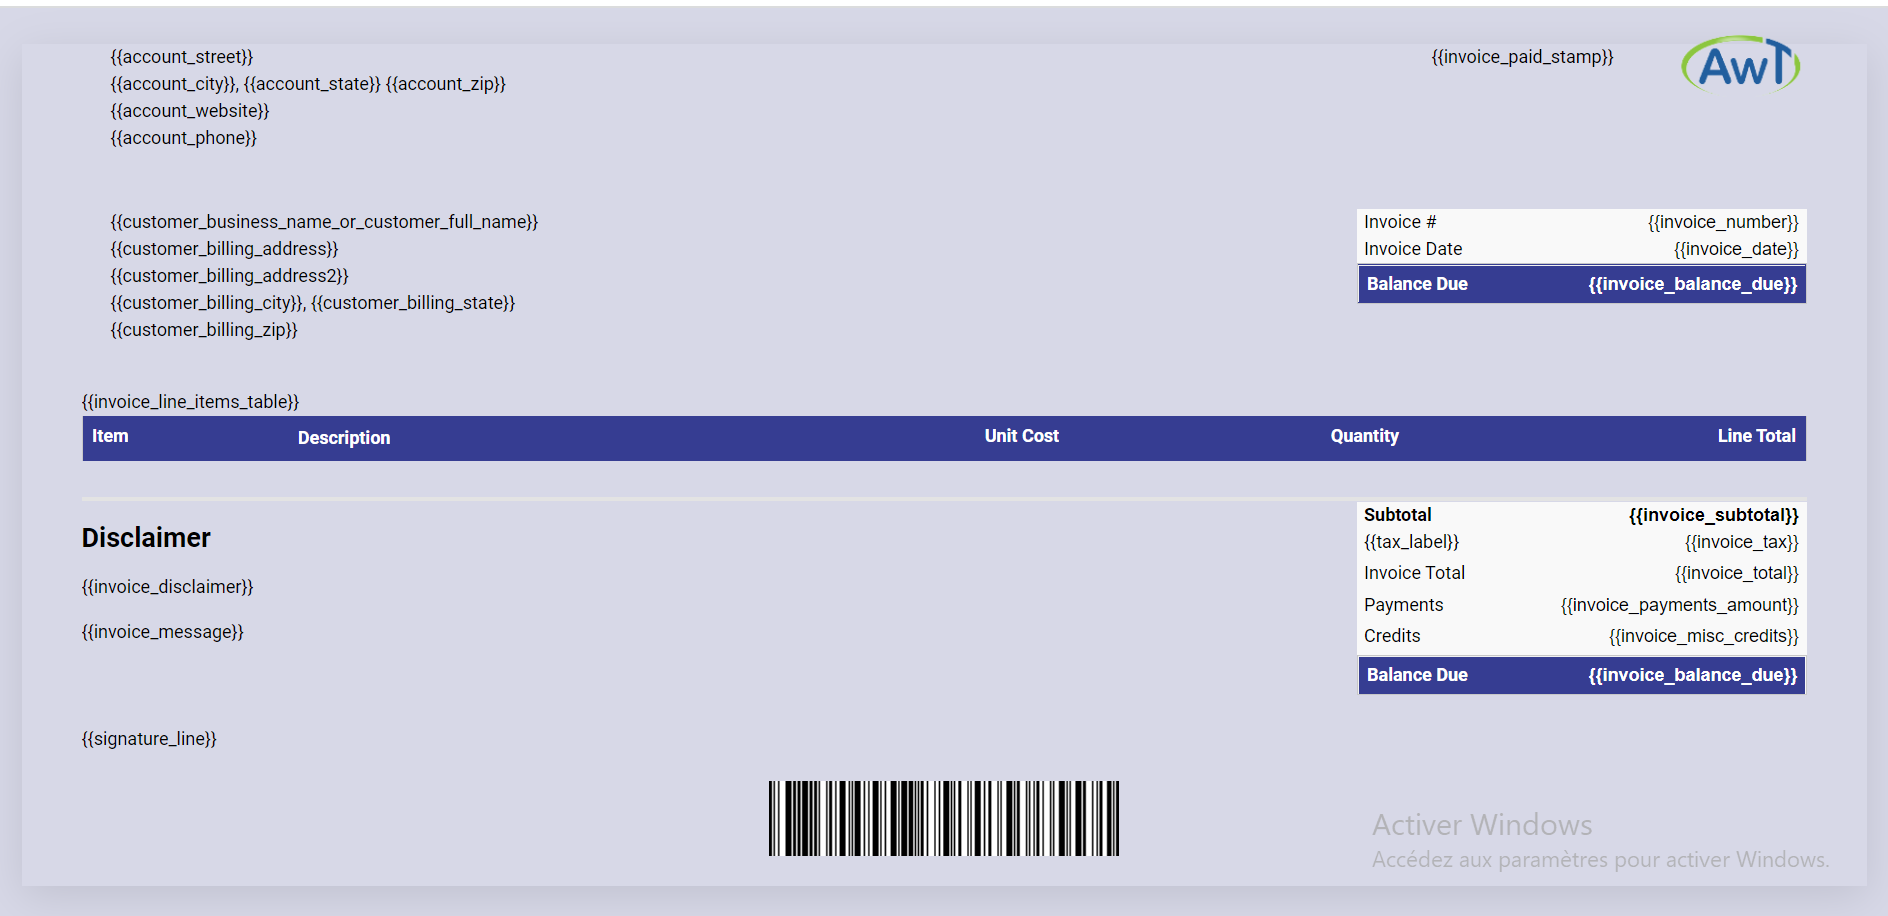 {{account_street}}
{{account_city}}, {{account_state}} {{account_zip}}
{{account_website}}
{{account_phone}}
{{invoice_paid_stamp}}
AwT
{{customer_business_name_or_customer_full_name}}
{{customer_billing_address}}
{{customer_billing_address2}}
{{customer_billing_city}}, {{customer_billing_state}}
{{customer_billing_zip}}
Invoice # {{invoice_number}}
Invoice Date {{invoice_date}}
Balance Due {{invoice_balance_due}}
{{invoice_line_items_table}}
Item Description Unit Cost Quantity Line Total
Disclaimer
{{invoice_disclaimer}}
{{invoice_message}}
Subtotal {{invoice_subtotal}}
{{tax_label}} {{invoice_tax}}
Invoice Total {{invoice_total}}
Payments {{invoice_payments_amount}}
Credits {{invoice_misc_credits}}
Balance Due {{invoice_balance_due}}
{{signature_line}}
Activer Windows
Accédez aux paramètres pour activer Windows.